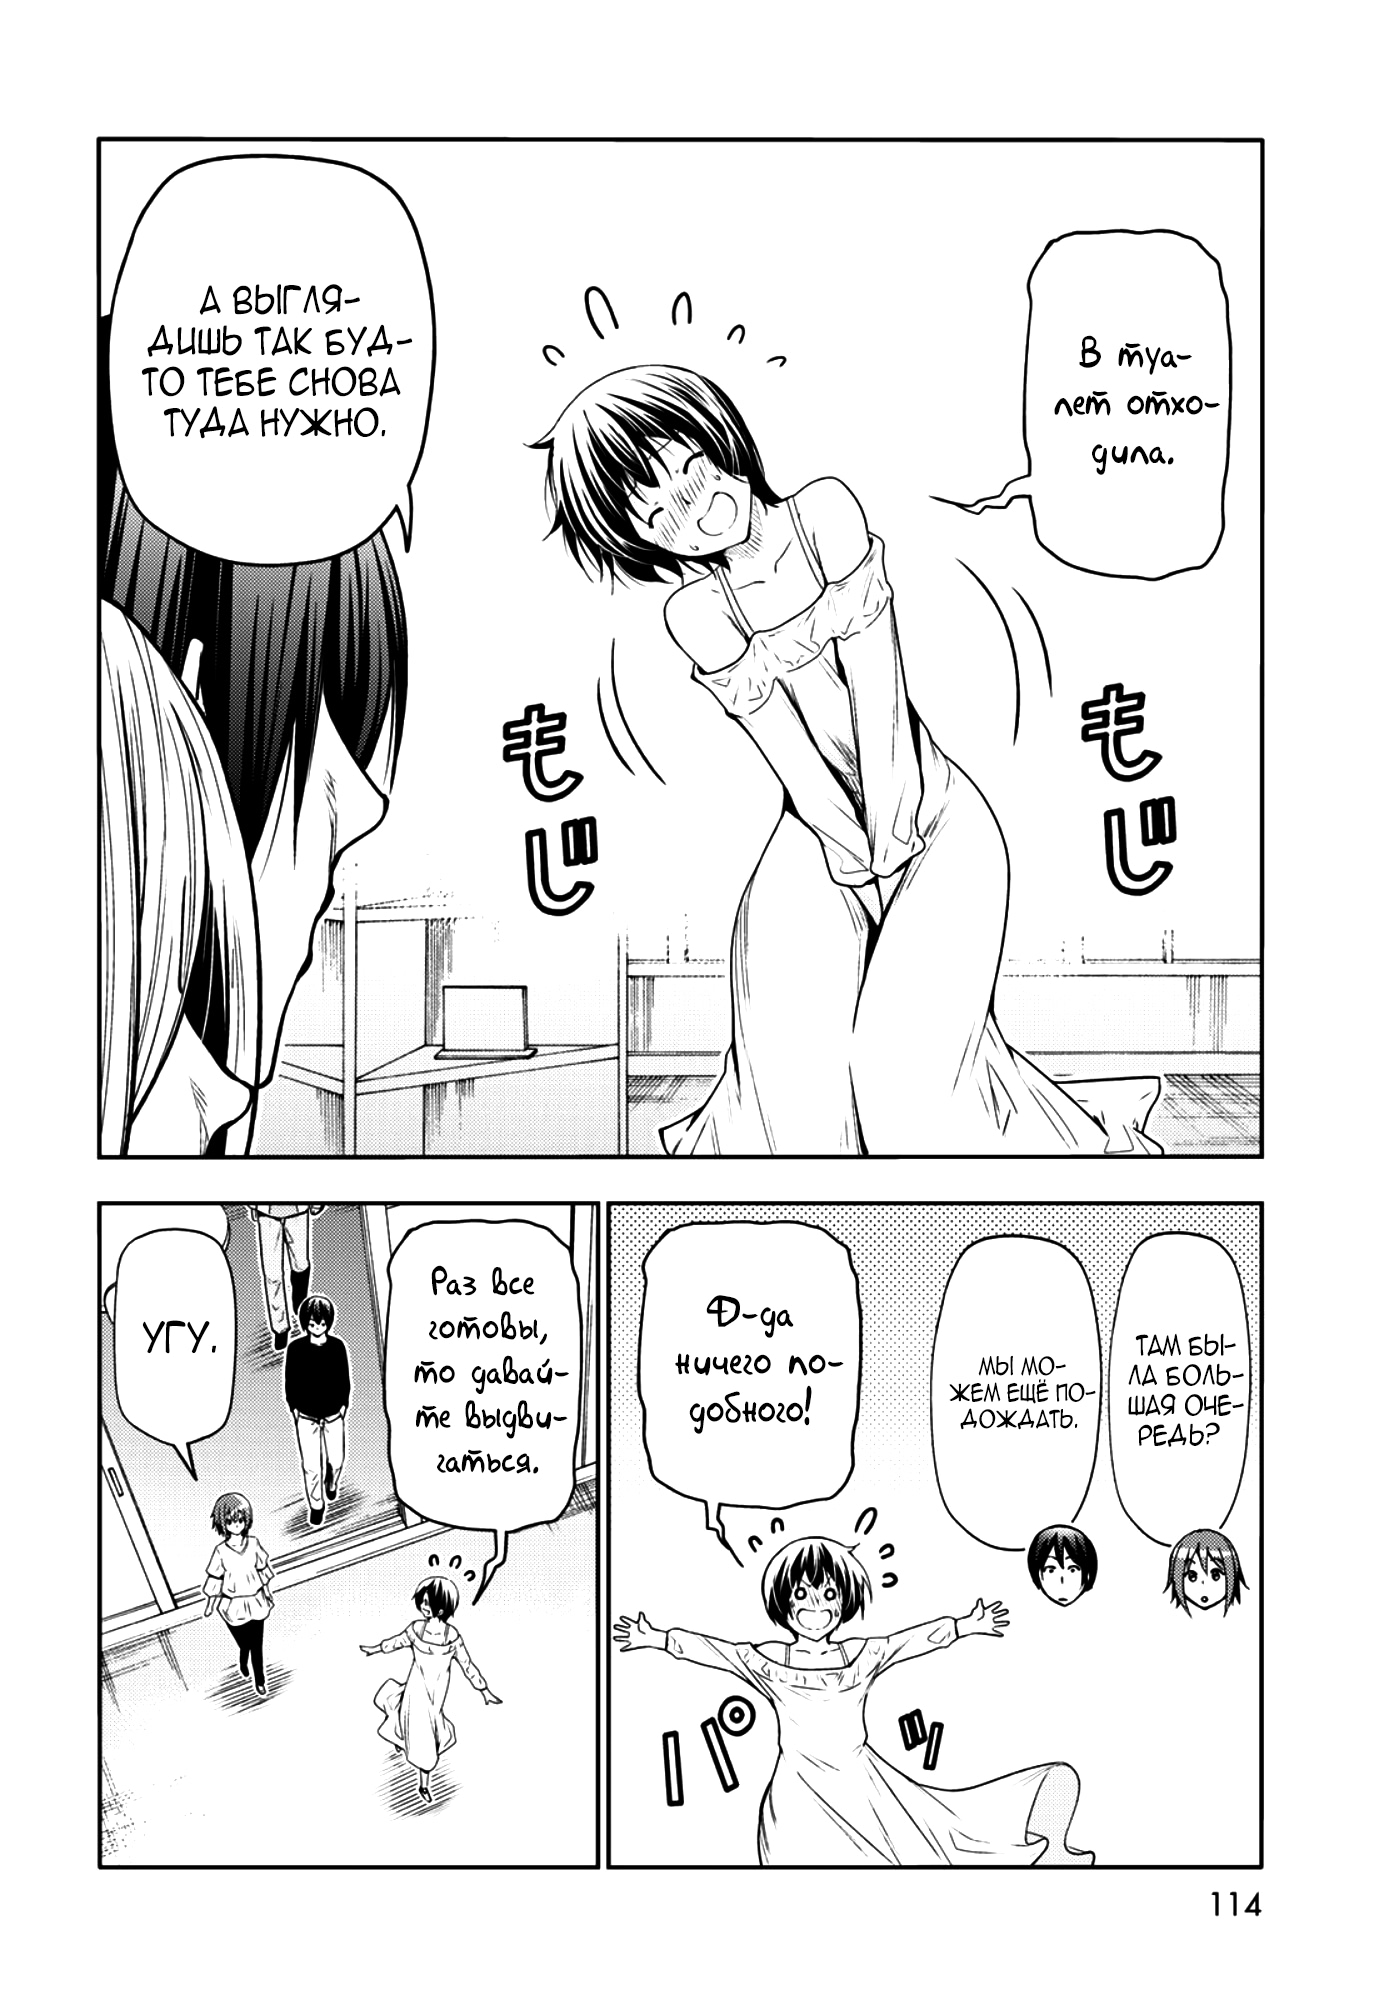 В туа-
лет отхо-
дила.
А ВЫГЛЯ-
ДИШЬ ТАК БУД-
ТО ТЕБЕ СНОВА
ТУДА НУЖНО.
もじ
もじ
ТАМ БЫ-
ЛА БОЛЬ-
ШАЯ ОЧЕ-
РЕДЬ?
МЫ МО-
ЖЕМ ЕЩЁ ПО-
ДОЖДАТЬ.
Д-да
ничего по-
добного!
パッ
Раз все
готовы,
то давай-
те выдви-
гаться.
УГУ.
114